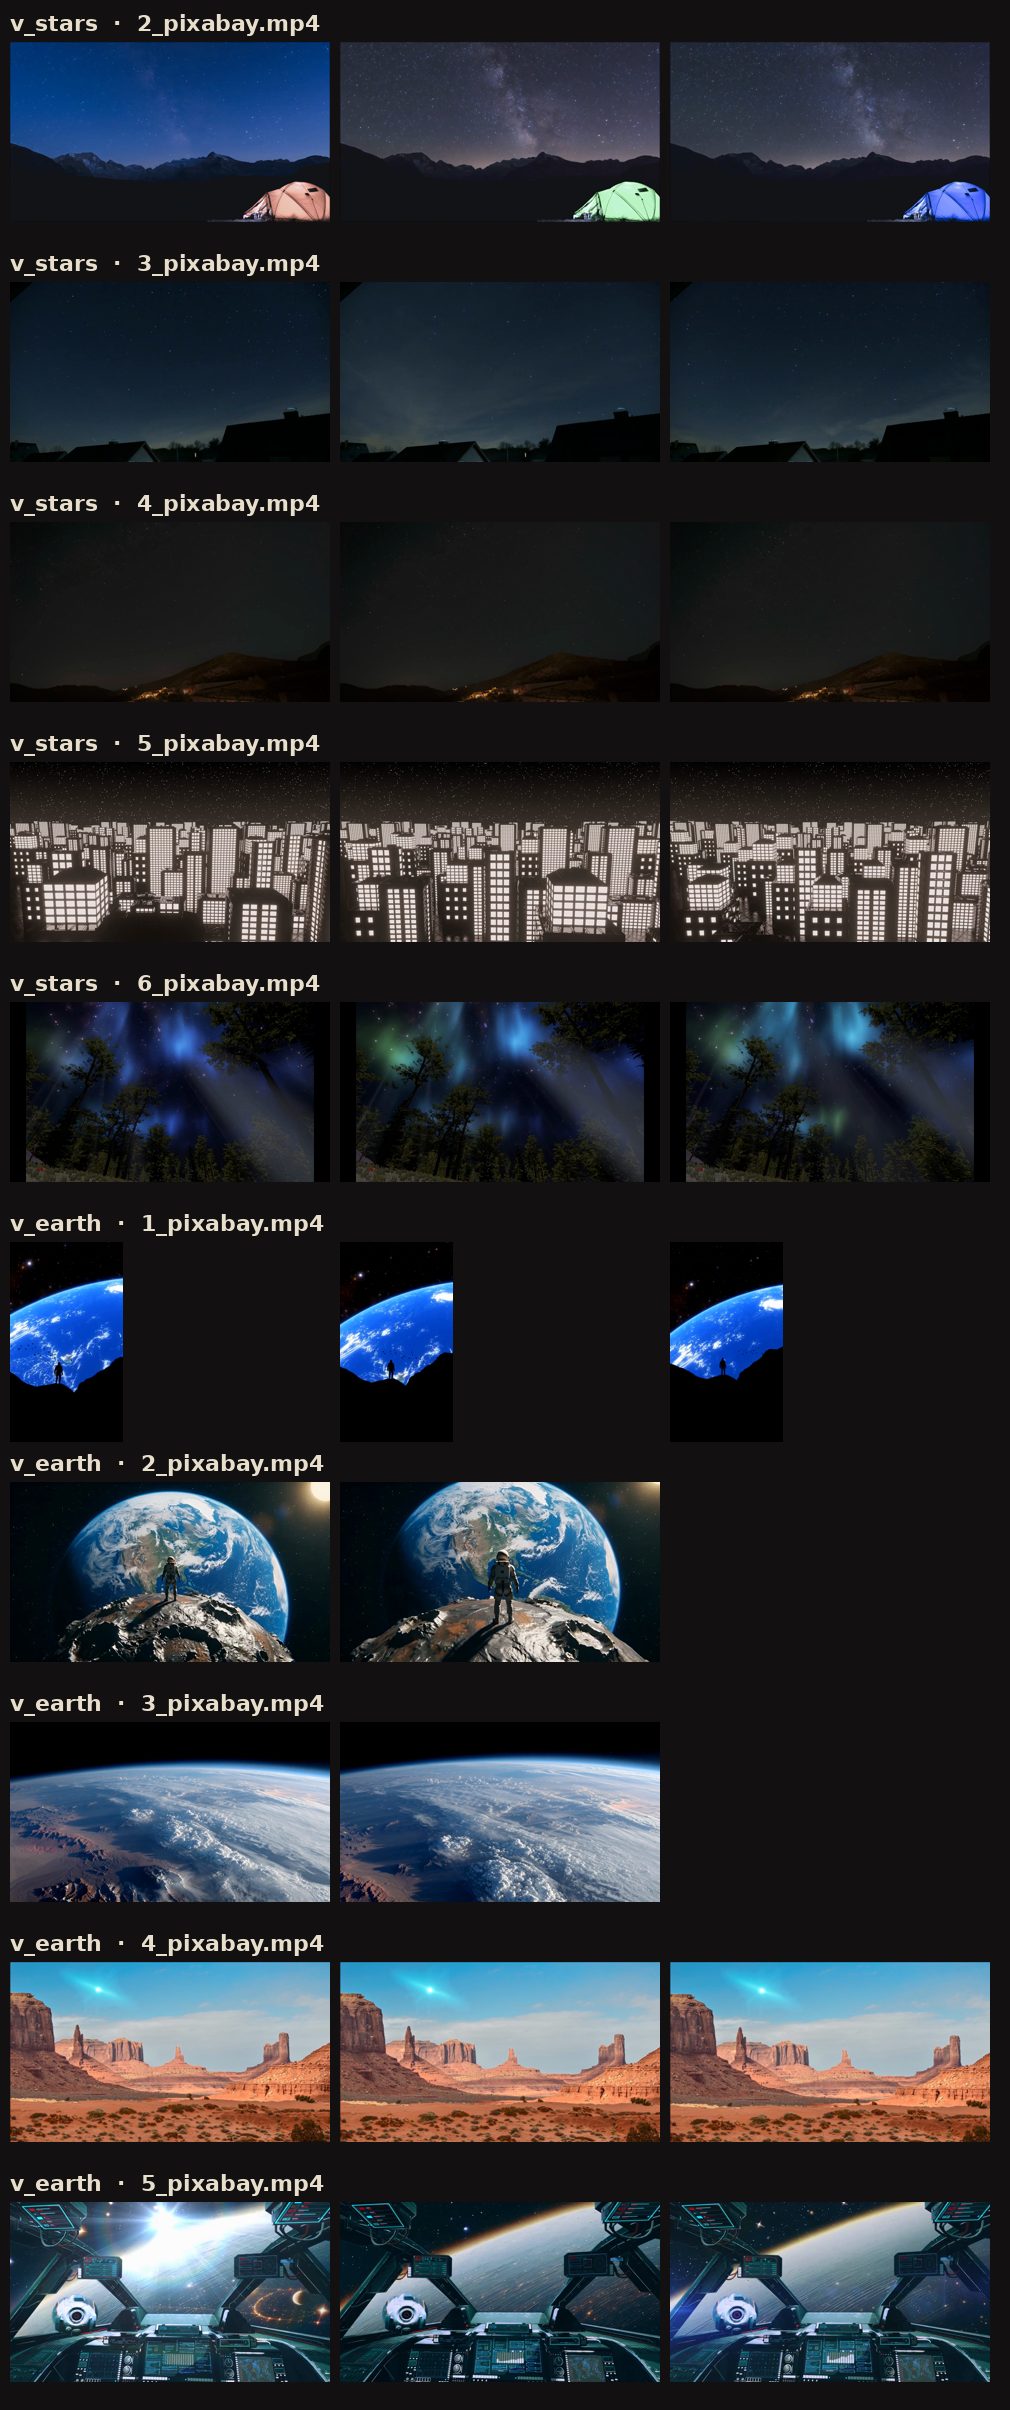 v_stars · 2_pixabay.mp4
v_stars · 3_pixabay.mp4
v_stars · 4_pixabay.mp4
v_stars · 5_pixabay.mp4
v_stars · 6_pixabay.mp4
v_earth · 1_pixabay.mp4
v_earth · 2_pixabay.mp4
v_earth · 3_pixabay.mp4
v_earth · 4_pixabay.mp4
v_earth · 5_pixabay.mp4